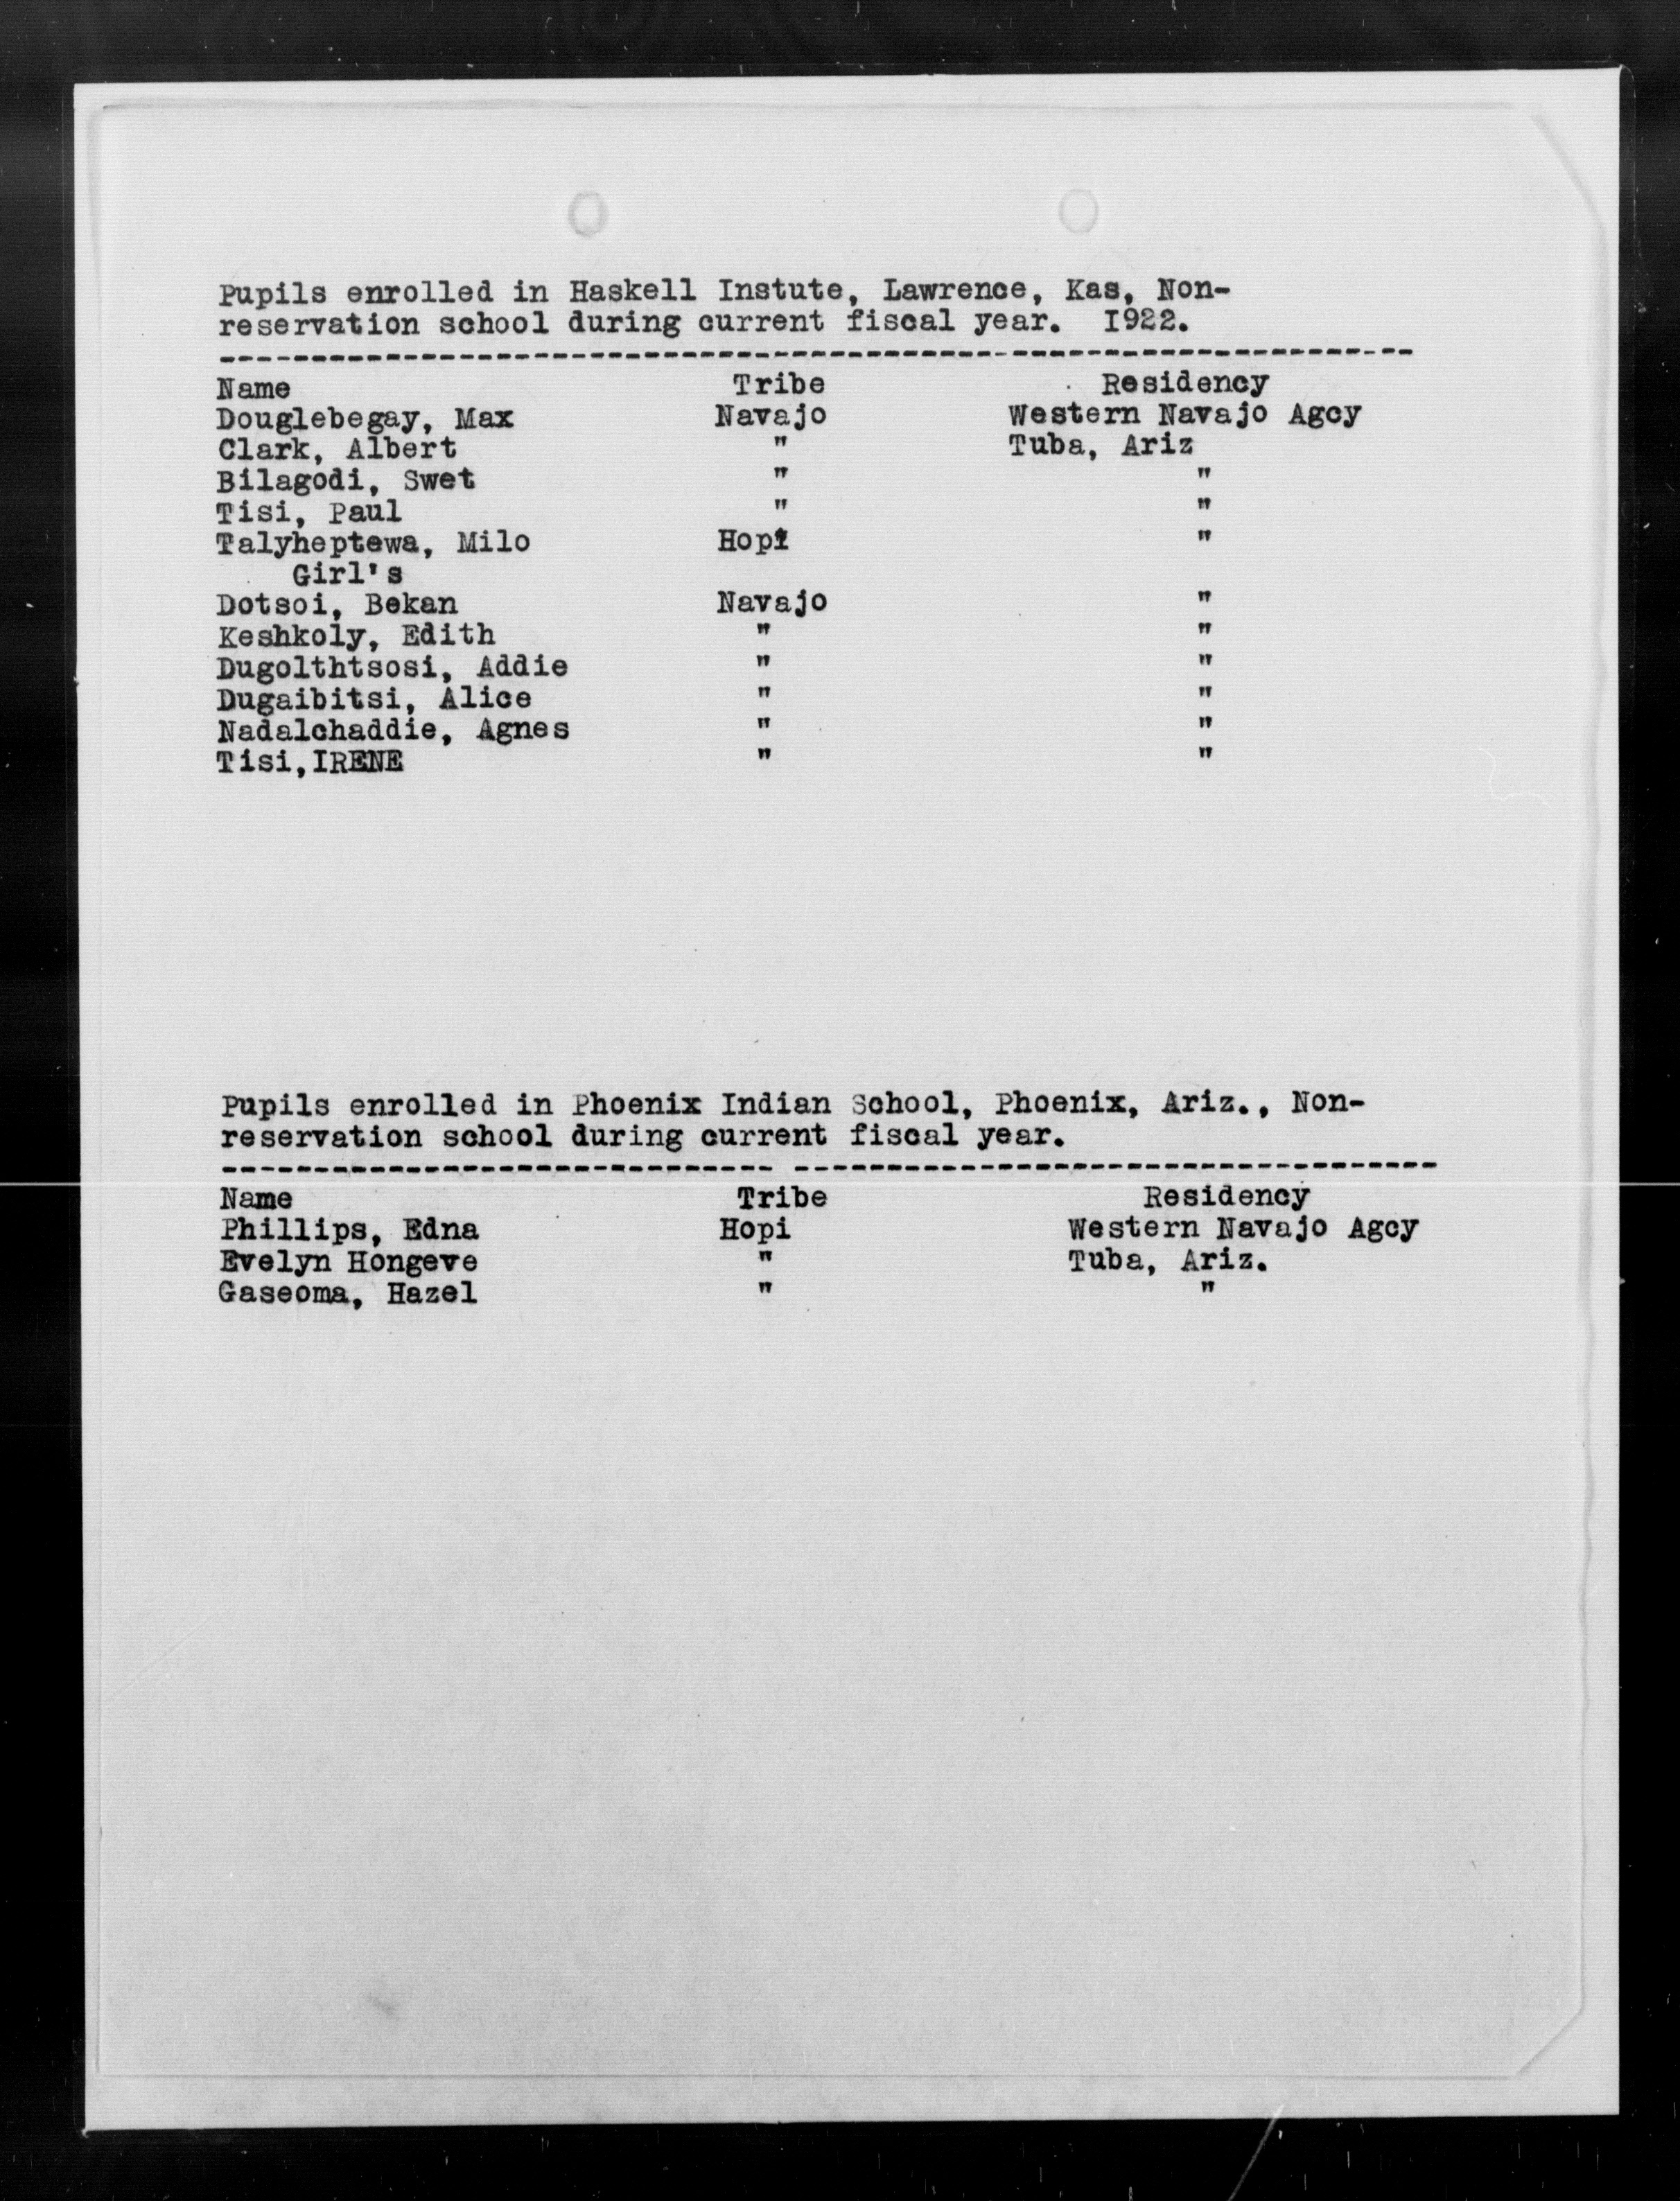 Pupils enrolled in Haskell Instute, Lawrence, Kas, Non-
reservation school during current fiscal year. 1922.
-----------------------------------------------------------------
Name Tribe Residency
Douglebegay, Max Navajo Western Navajo Agcy
Clark, Albert " Tuba, Ariz
Bilagodi, Swet " "
Tisi, Paul " "
Talyheptewa, Milo Hopi "
Girl's
Dotsoi, Bekan Navajo "
Keshkoly, Edith " "
Dugolthtsosi, Addie " "
Dugaibitsi, Alice " "
Nadalchaddie, Agnes " "
Tisi,IRENE " "
Pupils enrolled in Phoenix Indian School, Phoenix, Ariz., Non-
reservation school during current fiscal year.
------------------------------ -----------------------------------
Name Tribe Residency
Phillips, Edna Hopi Western Navajo Agcy
Evelyn Hongeve " Tuba, Ariz.
Gaseoma, Hazel " "